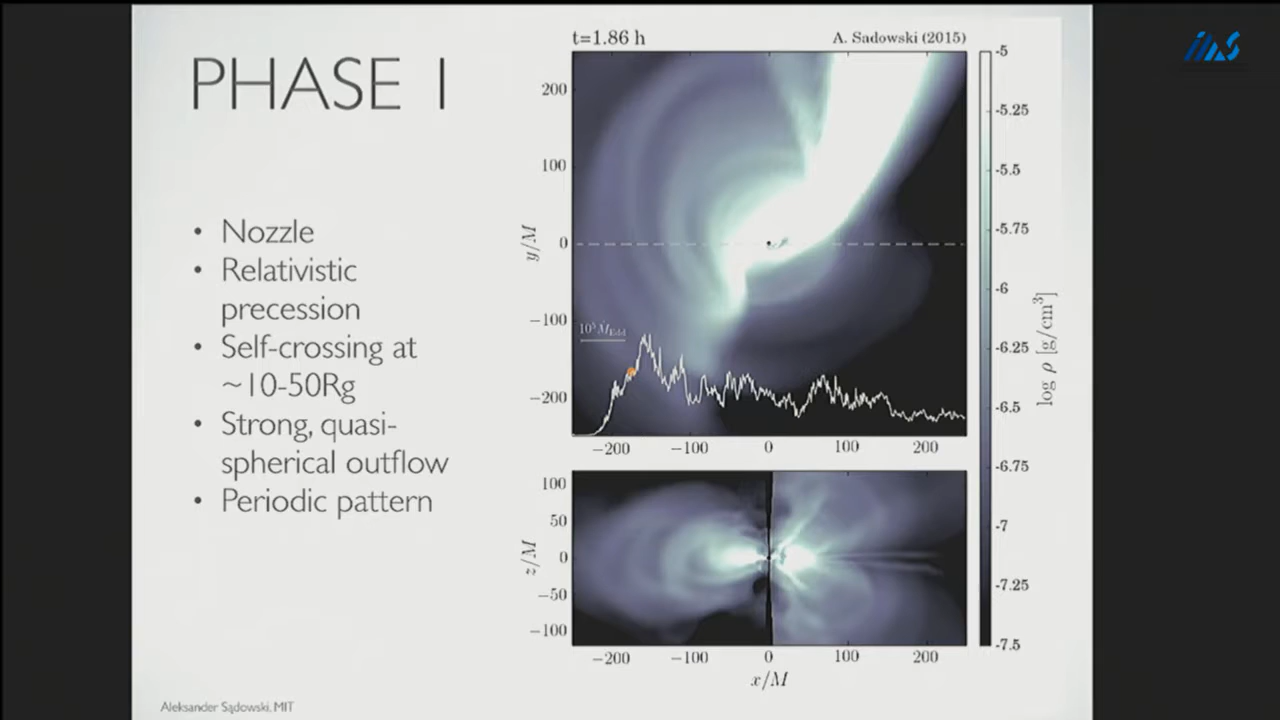 PHASE I
• Nozzle
• Relativistic
precession
• Self-crossing at
~10-50Rg
• Strong, quasi-
spherical outflow
• Periodic pattern
t=1.86 h
A. Sadowski (2015)
200
100
0
−100
−200
y/M
10⁵ ṀEdd
−200 −100 0 100 200
100
50
0
−50
−100
z/M
−200 −100 0 100 200
x/M
-5
-5.25
-5.5
-5.75
-6
-6.25
-6.5
-6.75
-7
-7.25
-7.5
log ρ [g/cm³]
Aleksander Sądowski, MIT